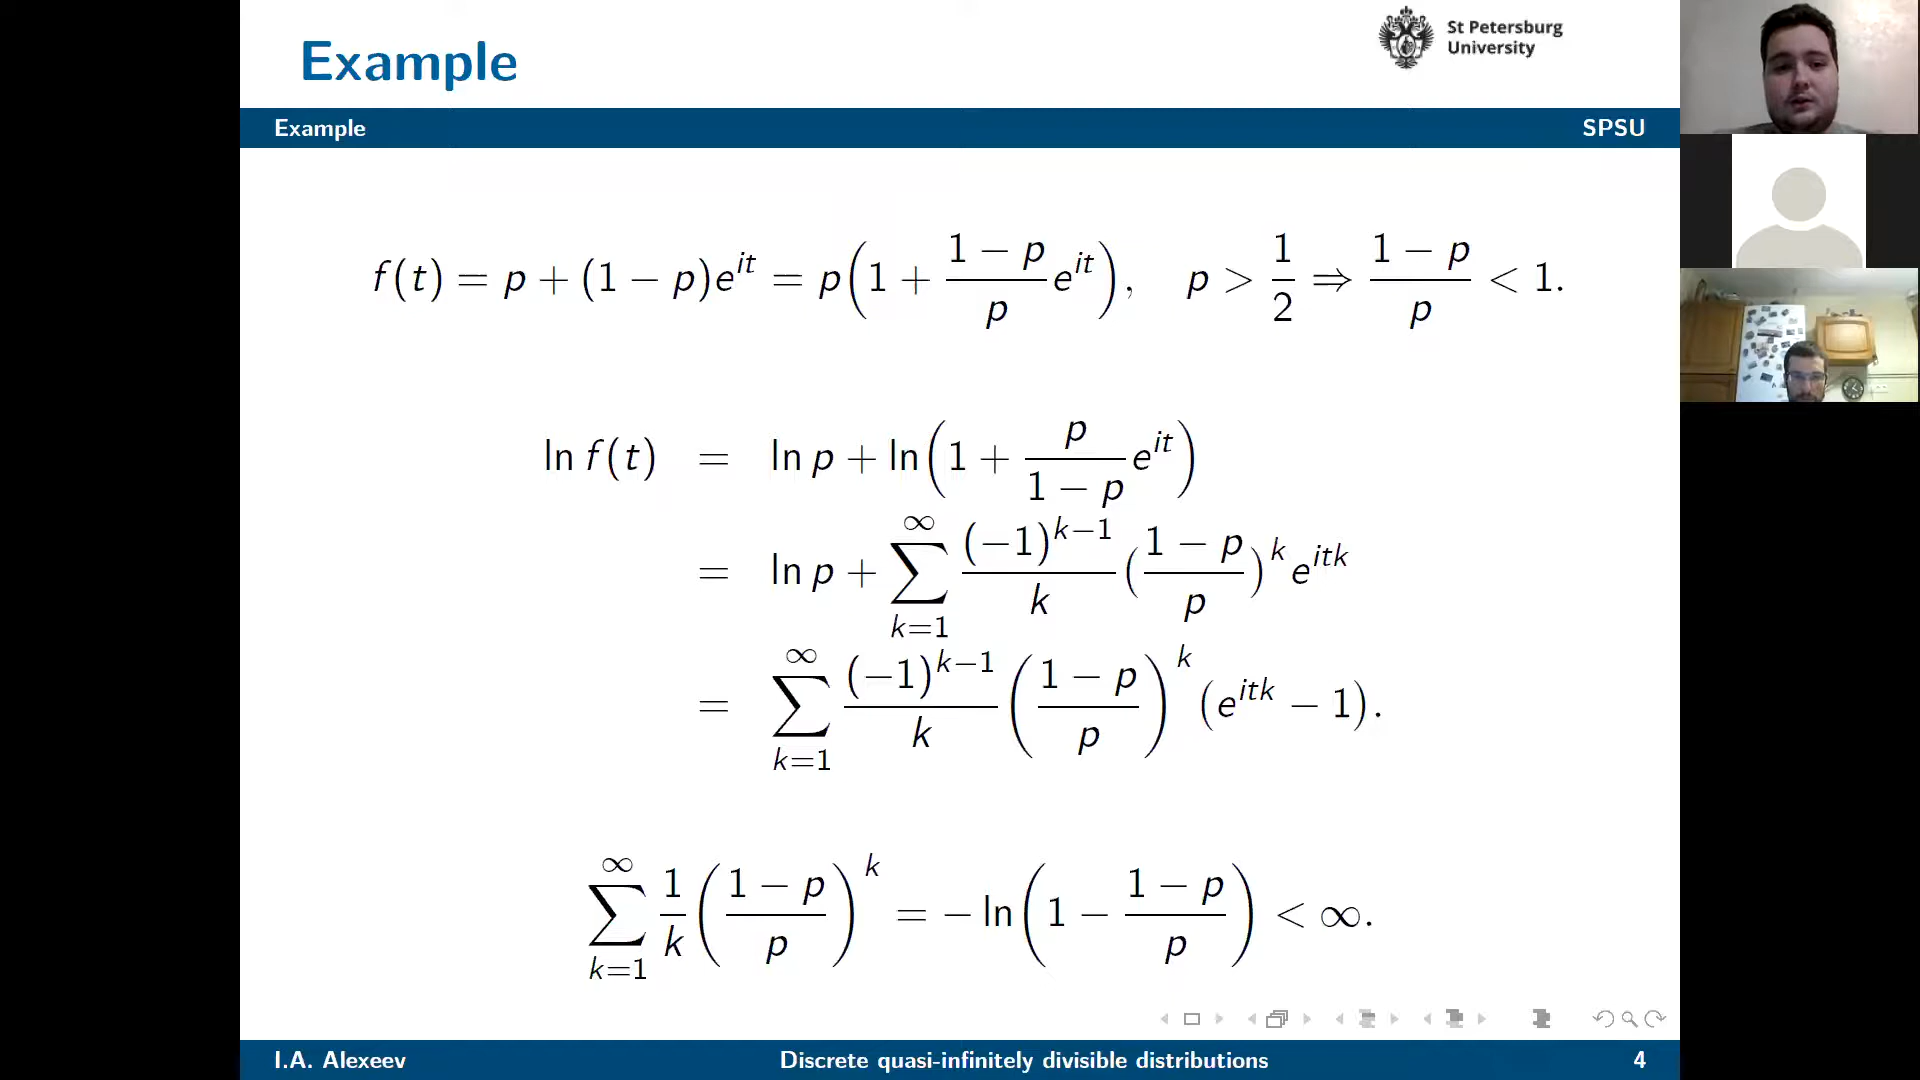 Example
St Petersburg
University
Example
SPSU
f(t) = p + (1 − p)e^{it} = p(1 + \frac{1 − p}{p} e^{it}), p > \frac{1}{2} ⇒ \frac{1 − p}{p} < 1.
ln f(t) = ln p + ln(1 + \frac{p}{1 − p} e^{it})
= ln p + \sum_{k=1}^{∞} \frac{(−1)^{k−1}}{k} (\frac{1 − p}{p})^k e^{itk}
= \sum_{k=1}^{∞} \frac{(−1)^{k−1}}{k} (\frac{1 − p}{p})^k (e^{itk} − 1).
\sum_{k=1}^{∞} \frac{1}{k} (\frac{1 − p}{p})^k = − ln(1 − \frac{1 − p}{p}) < ∞.
I.A. Alexeev
Discrete quasi-infinitely divisible distributions
4